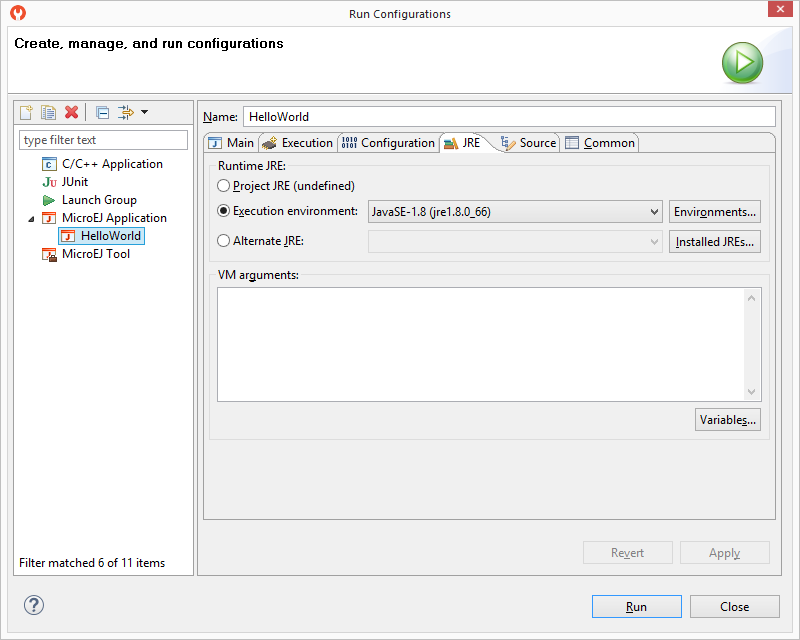 Run Configurations
Create, manage, and run configurations
type filter text
C/C++ Application
JUnit
Launch Group
MicroEJ Application
HelloWorld
MicroEJ Tool
Filter matched 6 of 11 items
Name: HelloWorld
Main Execution Configuration JRE Source Common
Runtime JRE:
Project JRE (undefined)
Execution environment: JavaSE-1.8 (jre1.8.0_66) Environments...
Alternate JRE: Installed JREs...
VM arguments:
Variables...
Revert Apply
Run Close